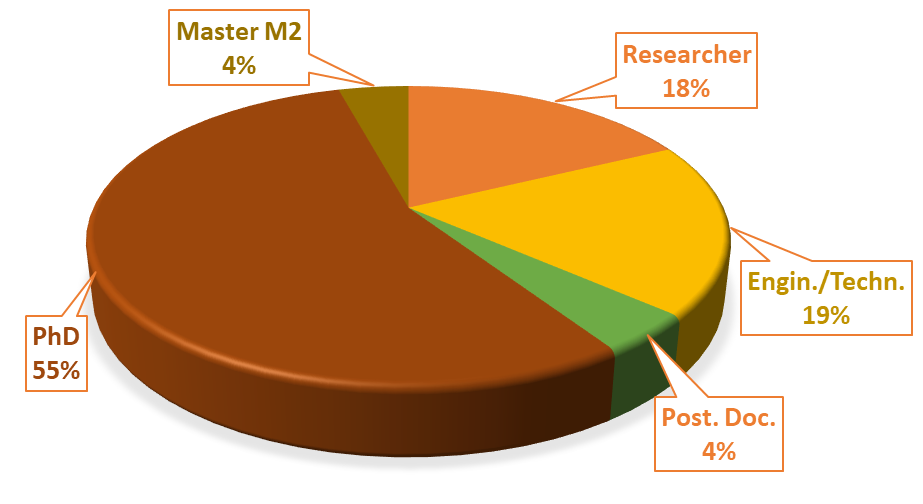 Master M2
4%
Researcher
18%
Engin./Techn.
19%
PhD
55%
Post. Doc.
4%